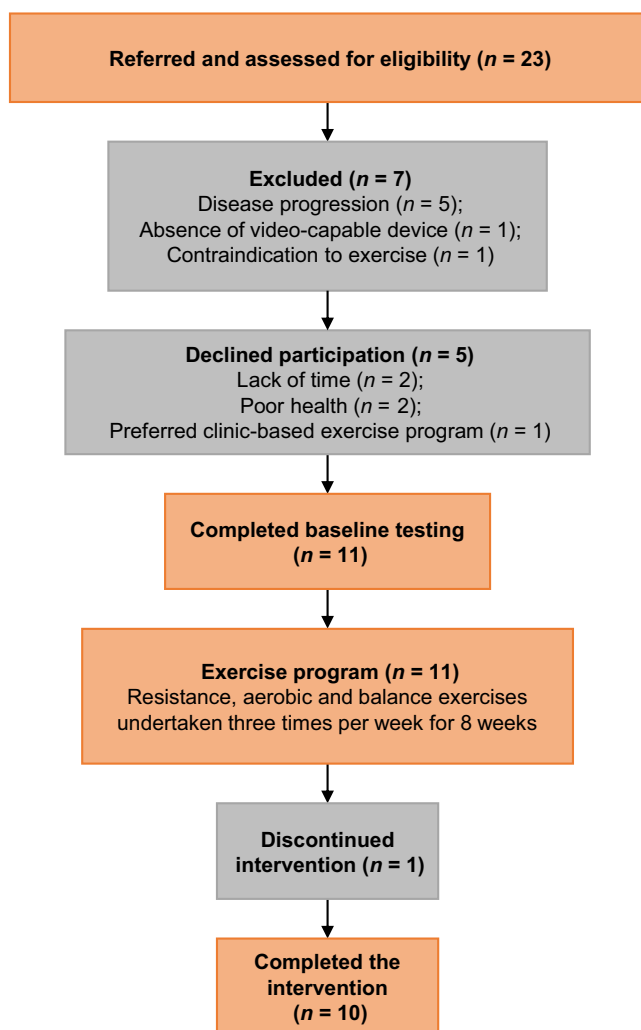 Referred and assessed for eligibility (n = 23)
Excluded (n = 7)
Disease progression (n = 5);
Absence of video-capable device (n = 1);
Contraindication to exercise (n = 1)
Declined participation (n = 5)
Lack of time (n = 2);
Poor health (n = 2);
Preferred clinic-based exercise program (n = 1)
Completed baseline testing
(n = 11)
Exercise program (n = 11)
Resistance, aerobic and balance exercises
undertaken three times per week for 8 weeks
Discontinued
intervention (n = 1)
Completed the
intervention
(n = 10)